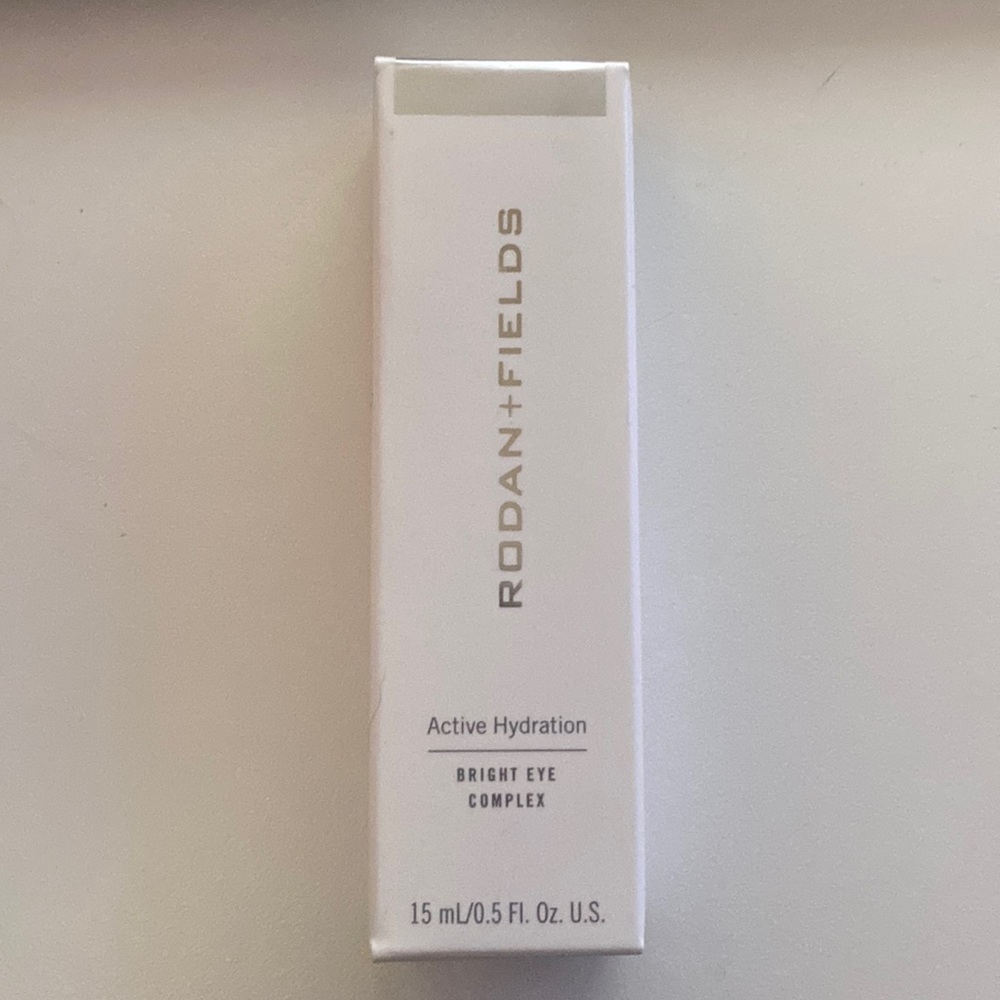 RODAN+FIELDS
Active Hydration
BRIGHT EYE
COMPLEX
15 mL/0.5 Fl. Oz. U.S.